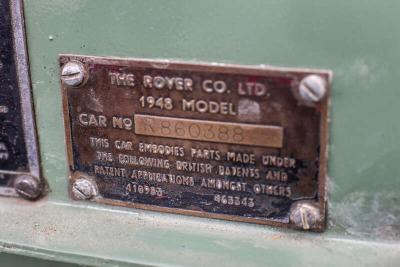 THE ROVER CO. LTD.
1948 MODEL
CAR NO R860388
THIS CAR EMBODIES PARTS MADE UNDER
THE FOLLOWING BRITISH PATENTS AND
PATENT APPLICATIONS AMONGST OTHERS
410983 463343